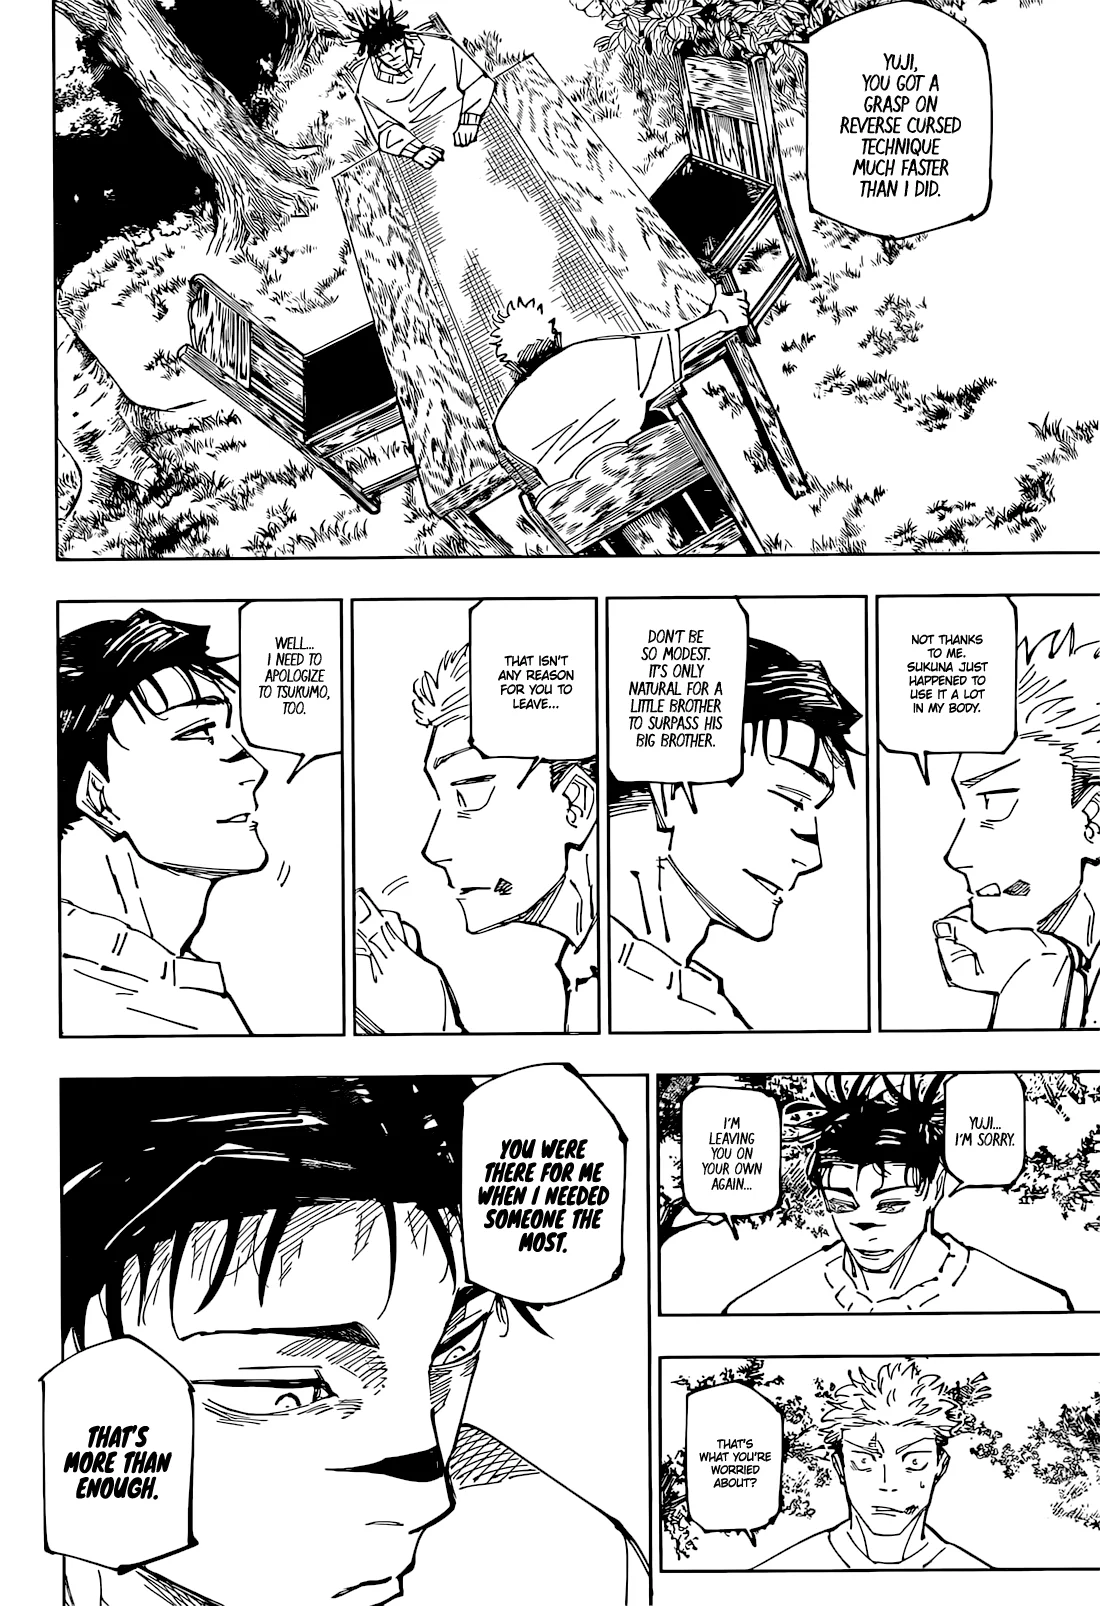 YUJI,
YOU GOT A
GRASP ON
REVERSE CURSED
TECHNIQUE
MUCH FASTER
THAN I DID.
NOT THANKS
TO ME.
SUKUNA JUST
HAPPENED TO
USE IT A LOT
IN MY BODY.
DON'T BE
SO MODEST.
IT'S ONLY
NATURAL FOR A
LITTLE BROTHER
TO SURPASS HIS
BIG BROTHER.
THAT ISN'T
ANY REASON
FOR YOU TO
LEAVE...
WELL...
I NEED TO
APOLOGIZE
TO TSUKUMO,
TOO.
YUJI...
I'M SORRY.
I'M
LEAVING
YOU ON
YOUR OWN
AGAIN...
THAT'S
WHAT YOU'RE
WORRIED
ABOUT?
YOU WERE
THERE FOR ME
WHEN I NEEDED
SOMEONE THE
MOST.
THAT'S
MORE THAN
ENOUGH.